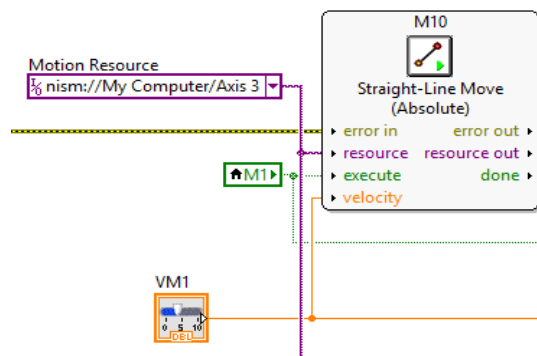 M10
Motion Resource
I/O nism://My Computer/Axis 3
Straight-Line Move
(Absolute)
error in error out
resource resource out
M1 execute done
velocity
VM1
0 5 10
DBL